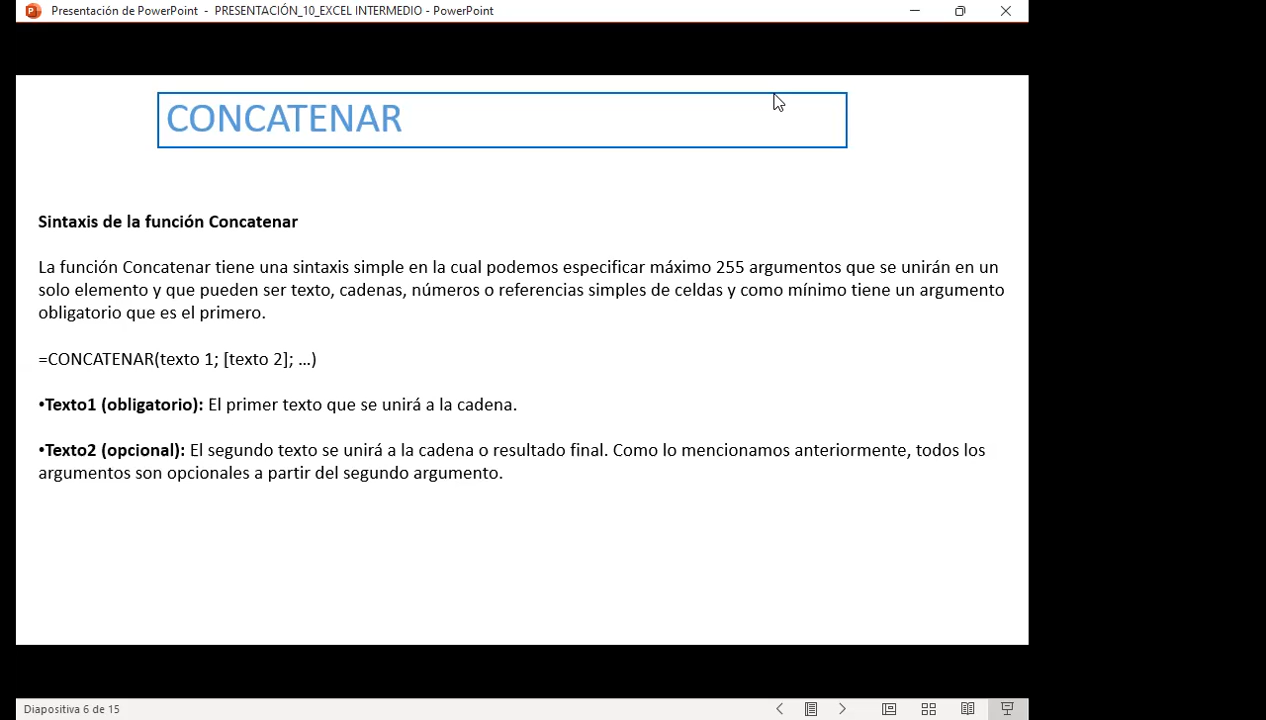 Presentación de PowerPoint - PRESENTACIÓN_10_EXCEL INTERMEDIO - PowerPoint
CONCATENAR
Sintaxis de la función Concatenar
La función Concatenar tiene una sintaxis simple en la cual podemos especificar máximo 255 argumentos que se unirán en un
solo elemento y que pueden ser texto, cadenas, números o referencias simples de celdas y como mínimo tiene un argumento
obligatorio que es el primero.
=CONCATENAR(texto 1; [texto 2]; ...)
•Texto1 (obligatorio): El primer texto que se unirá a la cadena.
•Texto2 (opcional): El segundo texto se unirá a la cadena o resultado final. Como lo mencionamos anteriormente, todos los
argumentos son opcionales a partir del segundo argumento.
Diapositiva 6 de 15